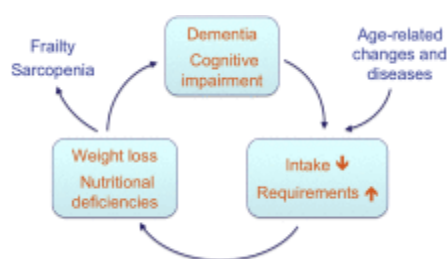 Frailty
Sarcopenia
Dementia
Cognitive
impairment
Age-related
changes and
diseases
Weight loss
Nutritional
deficiencies
Intake ↓
Requirements ↑